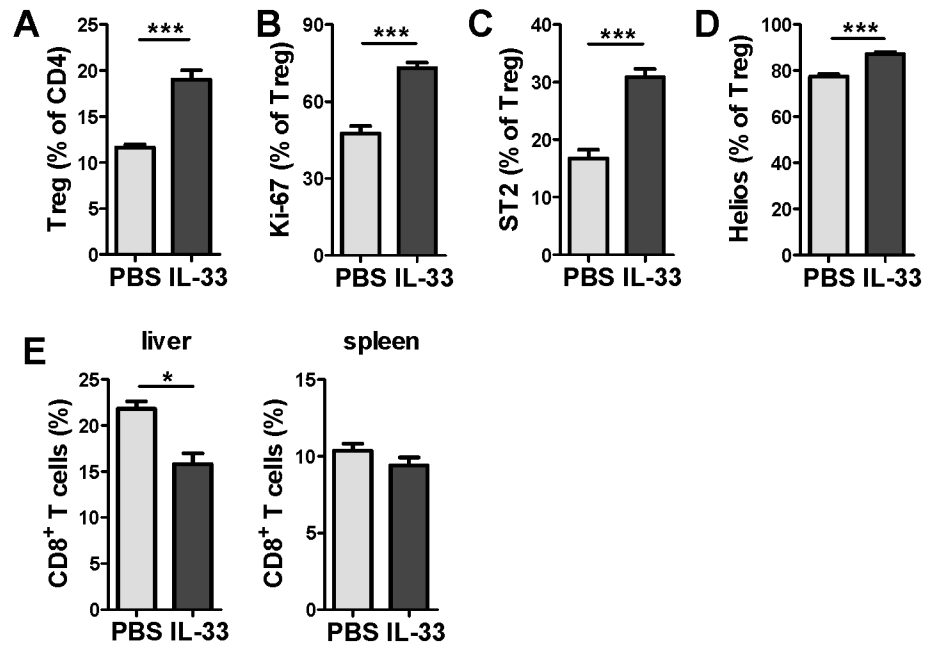 A
Treg (% of CD4)
25
20
15
10
5
0
***
PBS IL-33
B
Ki-67 (% of Treg)
90
60
30
0
***
PBS IL-33
C
ST2 (% of Treg)
40
30
20
10
0
***
PBS IL-33
D
Helios (% of Treg)
100
80
60
40
20
0
***
PBS IL-33
E
liver
CD8+ T cells (%)
25
20
15
10
5
0
*
PBS IL-33
spleen
CD8+ T cells (%)
15
10
5
0
PBS IL-33